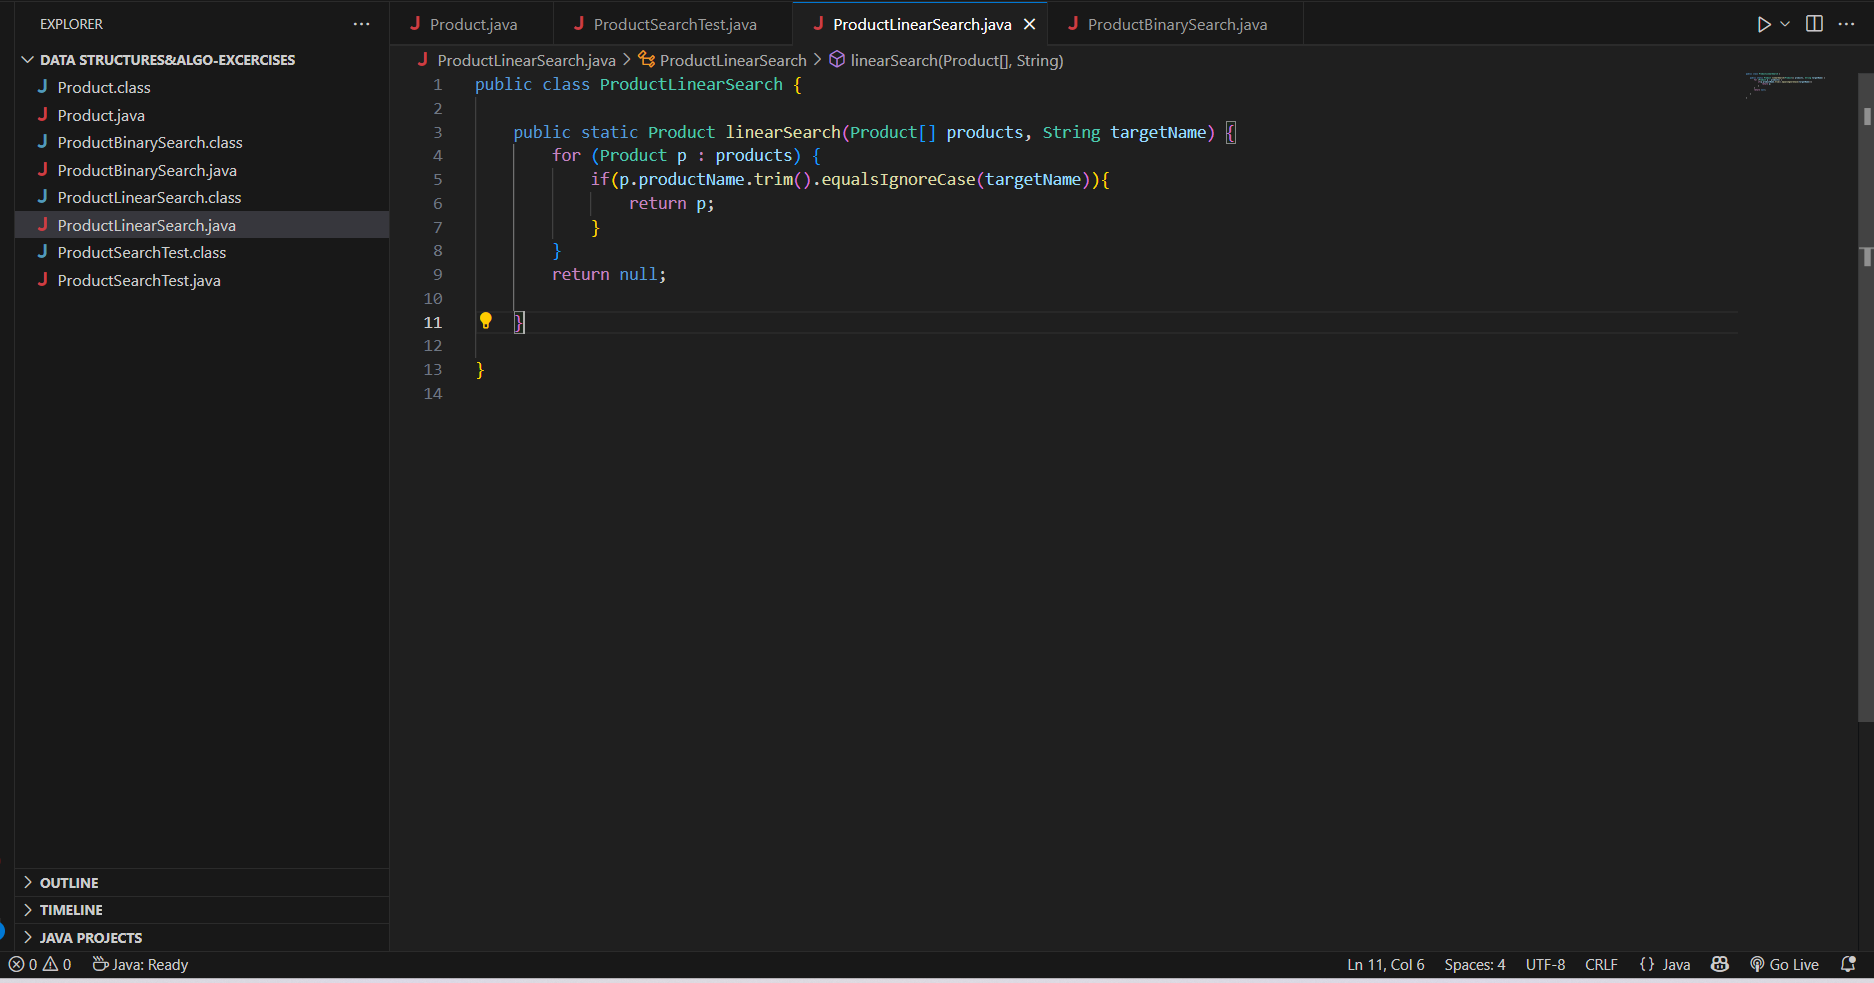 EXPLORER
DATA STRUCTURES&ALGO-EXCERCISES
Product.class
Product.java
ProductBinarySearch.class
ProductBinarySearch.java
ProductLinearSearch.class
ProductLinearSearch.java
ProductSearchTest.class
ProductSearchTest.java
OUTLINE
TIMELINE
JAVA PROJECTS
Product.java ProductSearchTest.java ProductLinearSearch.java ProductBinarySearch.java
ProductLinearSearch.java > ProductLinearSearch > linearSearch(Product[], String)
1 public class ProductLinearSearch {
2
3 public static Product linearSearch(Product[] products, String targetName) {
4 for (Product p : products) {
5 if(p.productName.trim().equalsIgnoreCase(targetName)){
6 return p;
7 }
8 }
9 return null;
10
11 }
12
13 }
14
0 0 Java: Ready Ln 11, Col 6 Spaces: 4 UTF-8 CRLF {} Java Go Live